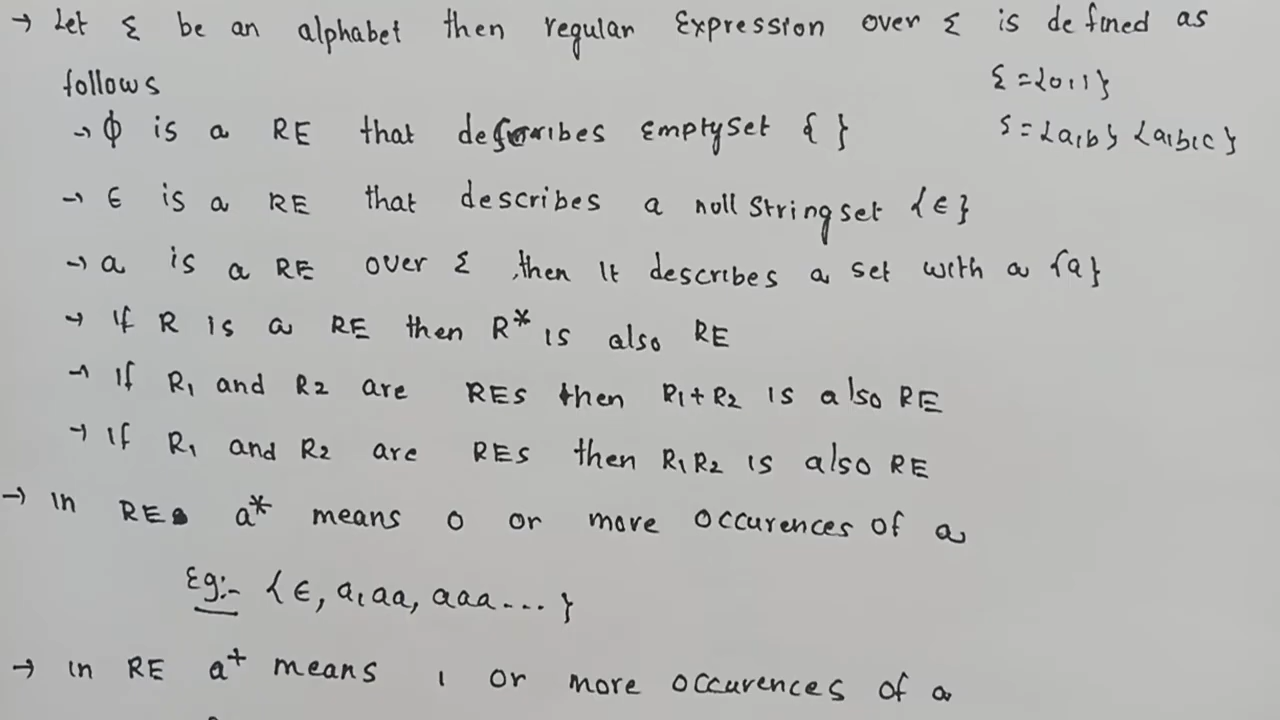 → Let Σ be an alphabet then regular Expression over Σ is defined as
follows
Σ = {0,1}
→ ϕ is a RE that describes Emptyset { }
Σ = {a,b} {a,b,c}
→ ϵ is a RE that describes a null String set {ϵ}
→ a is a RE over Σ, then It describes a set with a {a}
→ If R is a RE then R* is also RE
→ If R₁ and R2 are REs then R₁+R2 is also RE
→ If R₁ and R2 are REs then R₁R2 is also RE
→ In RE a* means 0 or more occurences of a
Eg:- {ϵ, a, aa, aaa... }
→ In RE a⁺ means 1 or more occurences of a